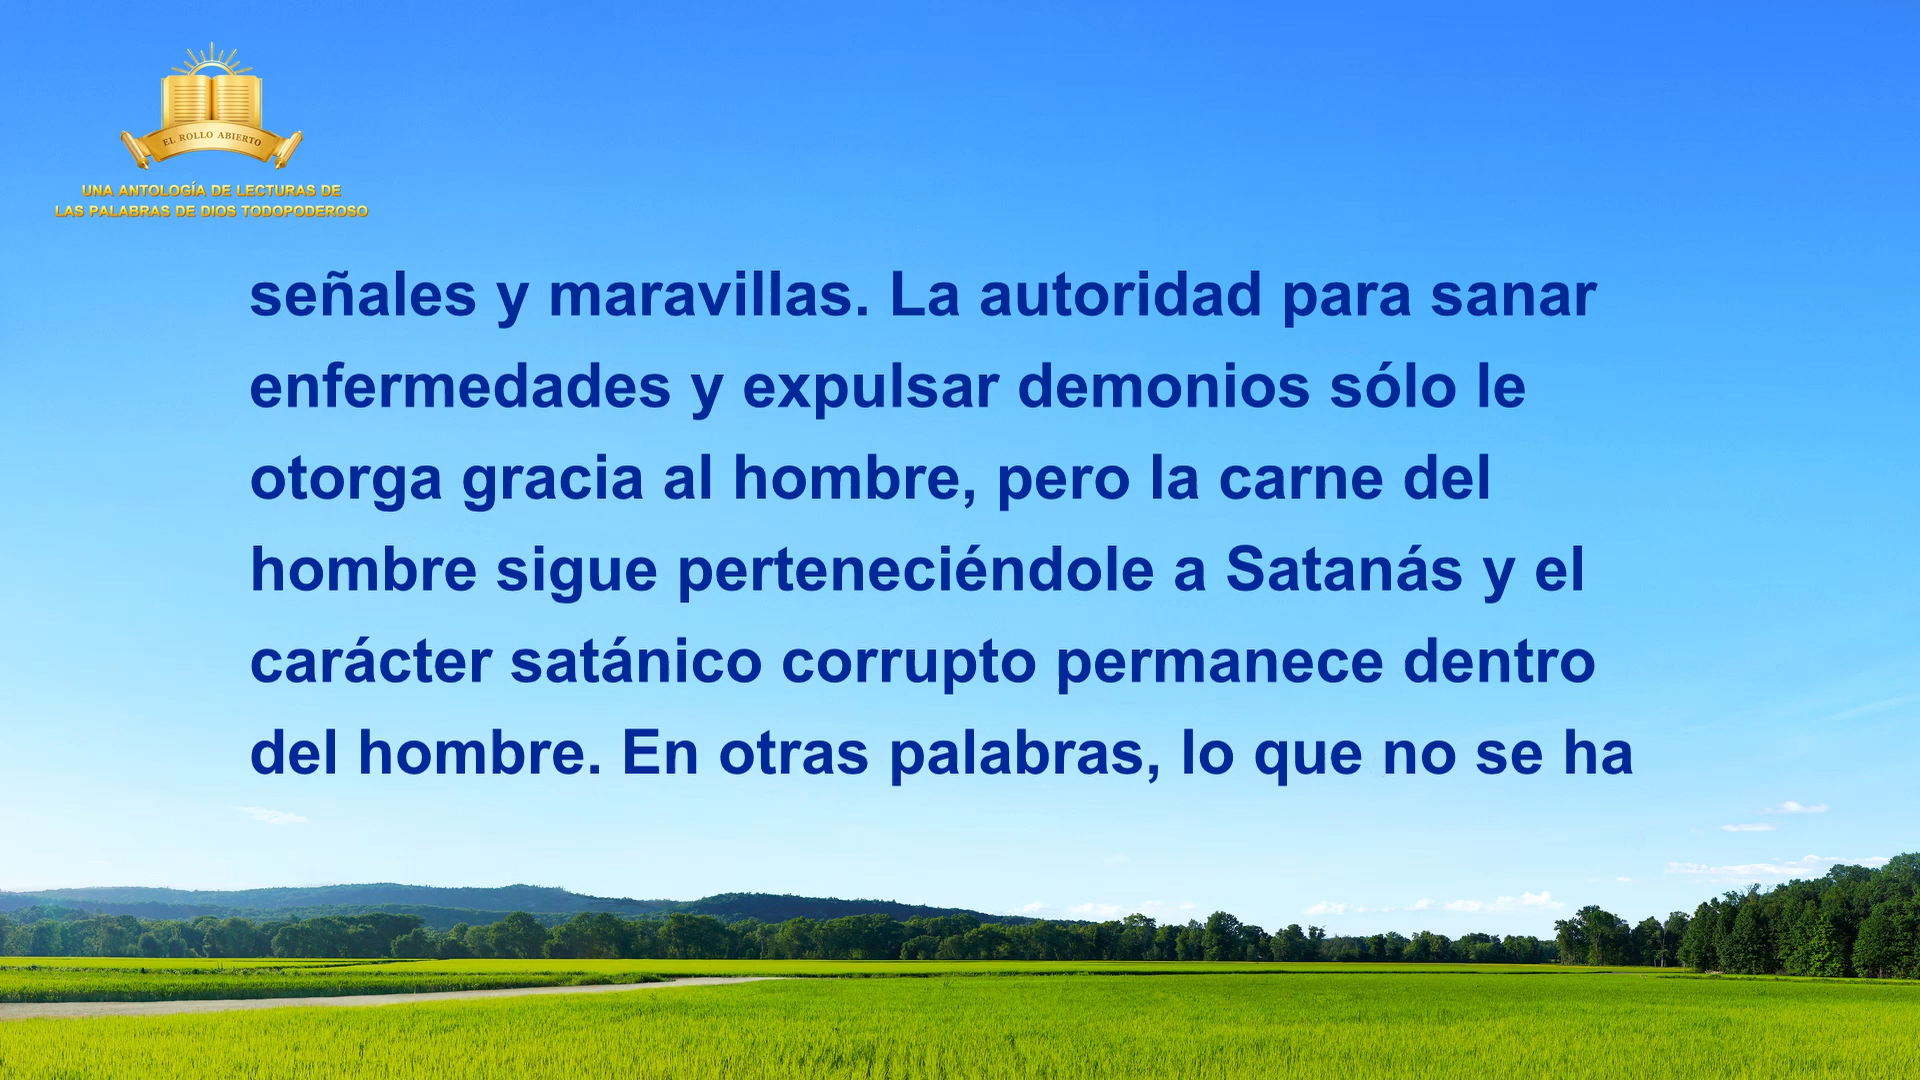 EL ROLLO ABIERTO
UNA ANTOLOGÍA DE LECTURAS DE
LAS PALABRAS DE DIOS TODOPODEROSO
señales y maravillas. La autoridad para sanar
enfermedades y expulsar demonios sólo le
otorga gracia al hombre, pero la carne del
hombre sigue perteneciéndole a Satanás y el
carácter satánico corrupto permanece dentro
del hombre. En otras palabras, lo que no se ha